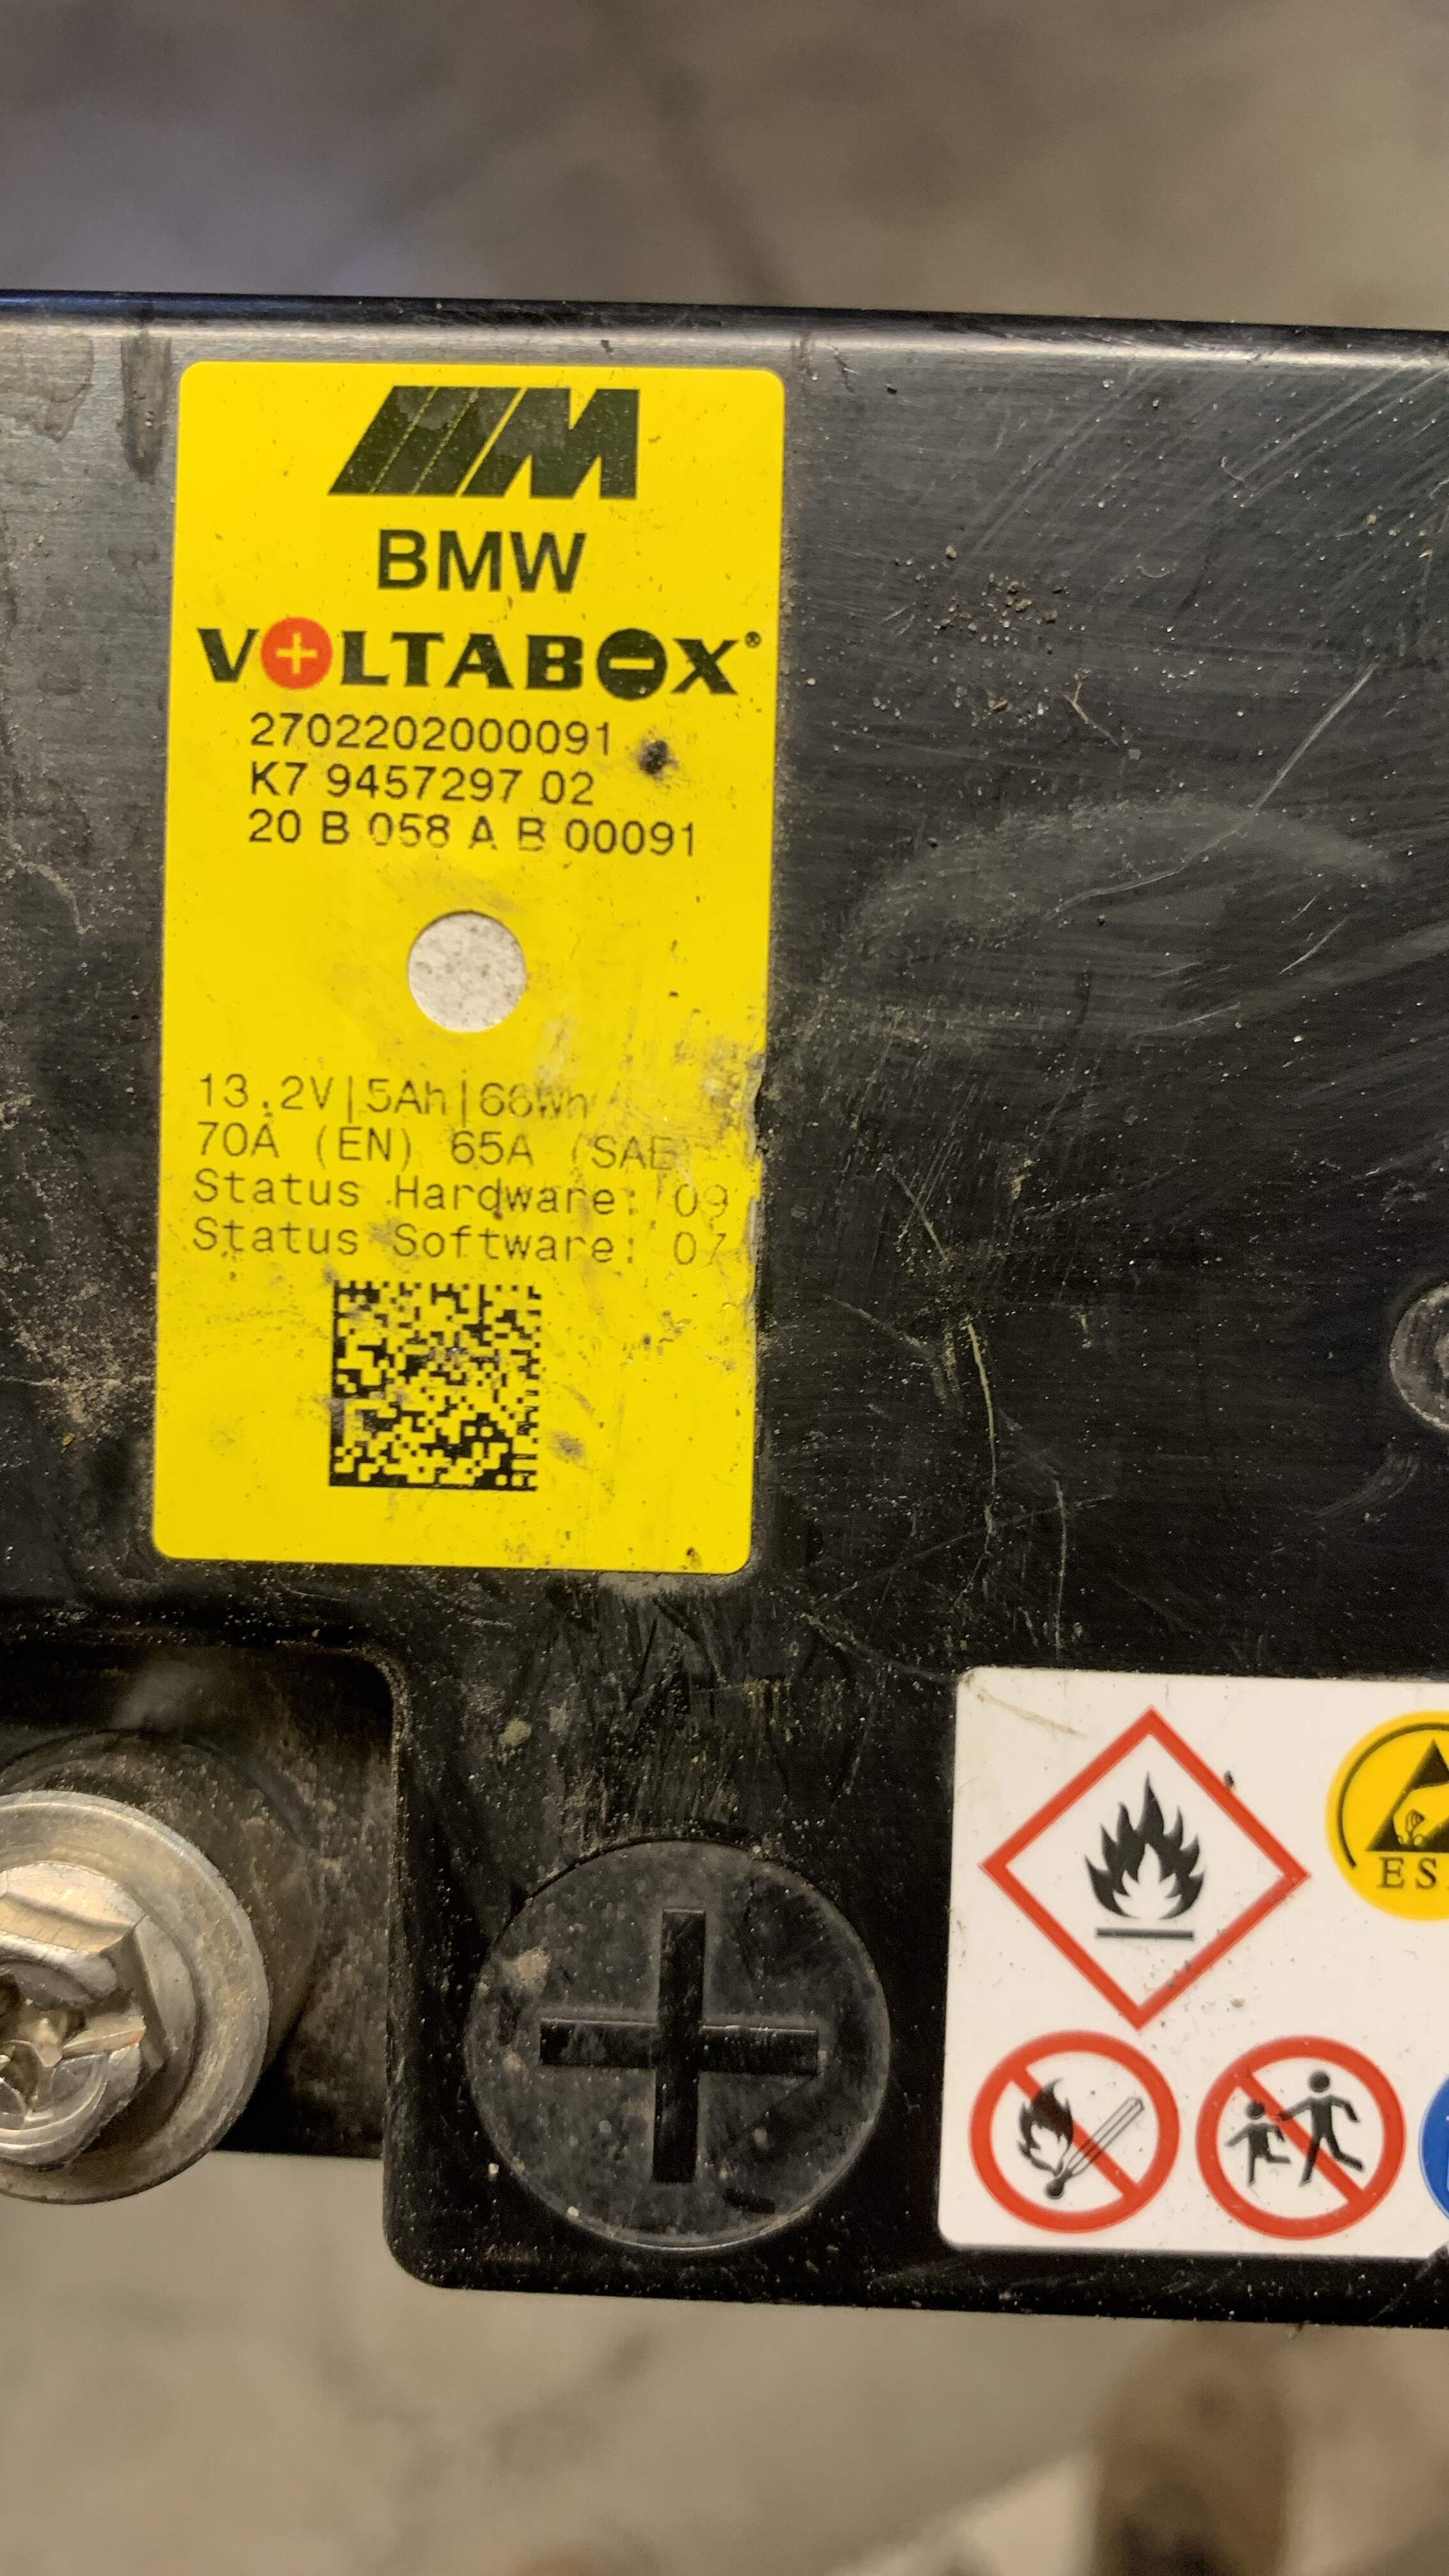 M
BMW
VOLTABOX®
2702202000091
K7 9457297 02
20 B 058 A B 00091
13.2V|5Ah|66Wh
70A (EN) 65A (SAE)
Status Hardware: 09
Status Software: 07